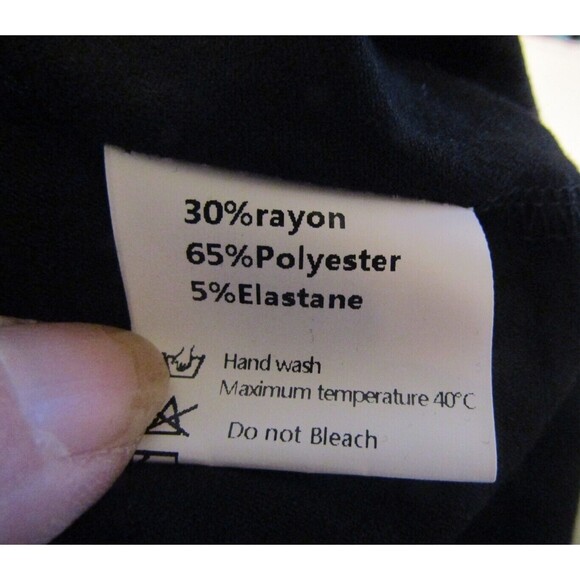 30%rayon
65%Polyester
5%Elastane
Hand wash
Maximum temperature 40°C
Do not Bleach